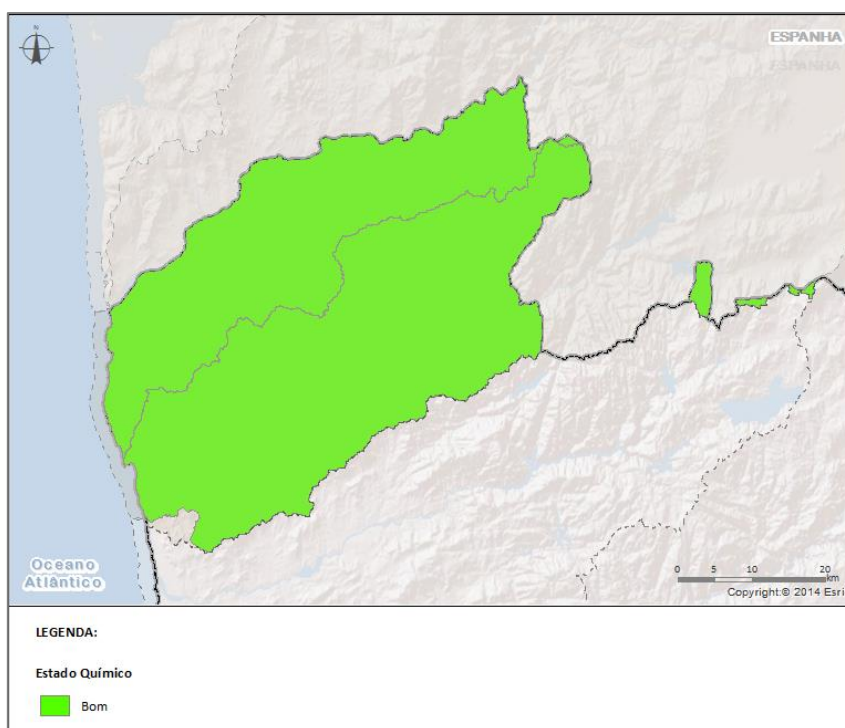 N
ESPANHA
ESPANHA
Oceano
Atlântico
0 5 10 20
km
Copyright:© 2014 Esri
LEGENDA:
Estado Químico
Bom